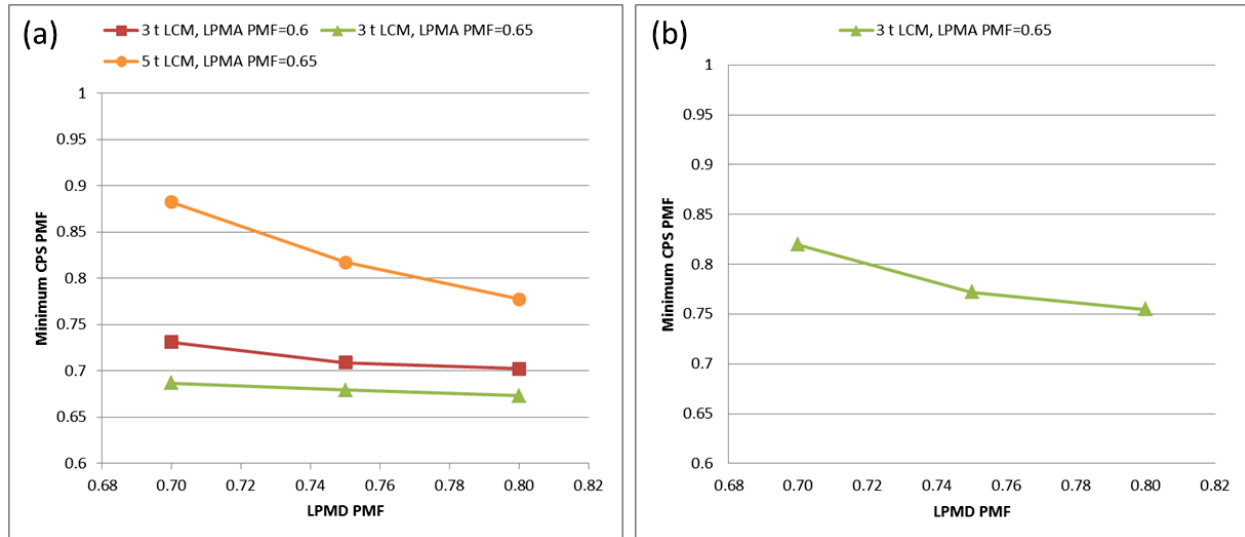 (a)
3 t LCM, LPMA PMF=0.6
3 t LCM, LPMA PMF=0.65
5 t LCM, LPMA PMF=0.65
1
0.95
0.9
0.85
0.8
0.75
0.7
0.65
0.6
Minimum CPS PMF
0.68 0.70 0.72 0.74 0.76 0.78 0.80 0.82
LPMD PMF
(b)
3 t LCM, LPMA PMF=0.65
1
0.95
0.9
0.85
0.8
0.75
0.7
0.65
0.6
Minimum CPS PMF
0.68 0.70 0.72 0.74 0.76 0.78 0.80 0.82
LPMD PMF